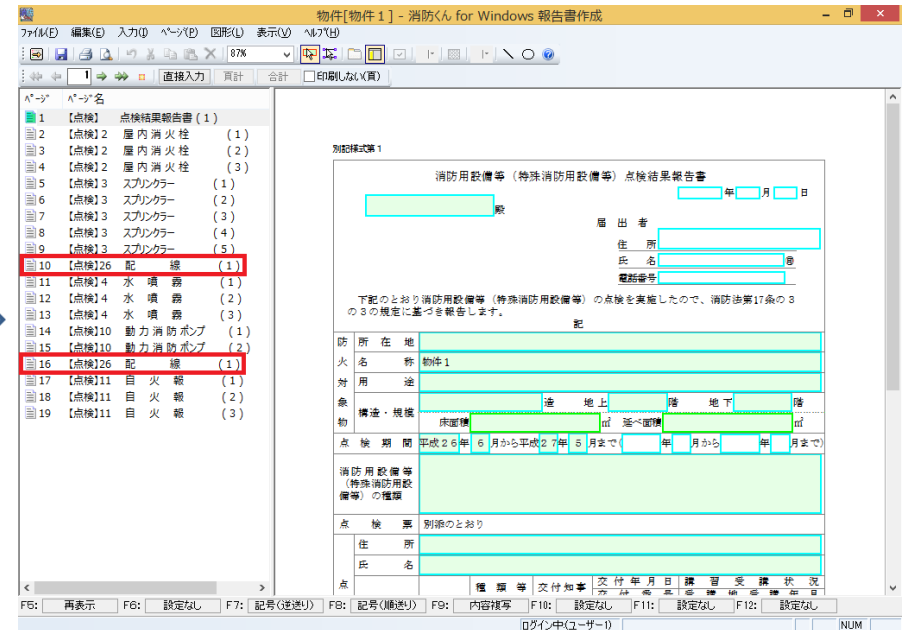 物件[物件１] - 消防くん for Windows 報告書作成
ﾌｧｲﾙ(F) 編集(E) 入力(I) ﾍﾟｰｼﾞ(P) 図形(L) 表示(V) ﾍﾙﾌﾟ(H)
87%
1 直接入力 頁計 合計 印刷しない(頁)
ﾍﾟｰｼﾞ ﾍﾟｰｼﾞ名
1 【点検】 点検結果報告書 ( 1 )
2 【点検】2 屋 内 消 火 栓 ( 1 )
3 【点検】2 屋 内 消 火 栓 ( 2 )
4 【点検】2 屋 内 消 火 栓 ( 3 )
5 【点検】3 スプリンクラー ( 1 )
6 【点検】3 スプリンクラー ( 2 )
7 【点検】3 スプリンクラー ( 3 )
8 【点検】3 スプリンクラー ( 4 )
9 【点検】3 スプリンクラー ( 5 )
10 【点検】26 配 線 ( 1 )
11 【点検】4 水 噴 霧 ( 1 )
12 【点検】4 水 噴 霧 ( 2 )
13 【点検】4 水 噴 霧 ( 3 )
14 【点検】10 動 力 消 防 ポンプ ( 1 )
15 【点検】10 動 力 消 防 ポンプ ( 2 )
16 【点検】26 配 線 ( 1 )
17 【点検】11 自 火 報 ( 1 )
18 【点検】11 自 火 報 ( 2 )
19 【点検】11 自 火 報 ( 3 )
別記様式第１
消防用設備等（特殊消防用設備等）点検結果報告書
年 月 日
殿
届 出 者
住 所
氏 名 ㊞
電話番号
下記のとおり消防用設備等（特殊消防用設備等）の点検を実施したので、消防法第17条の３
の３の規定に基づき報告します。
記
防火対象物 所 在 地
名 称 物件１
用 途
構造・規模 造 地上 階 地下 階
床面積 ㎡ 延べ面積 ㎡
点 検 期 間 平成２６年 ６ 月から平成２７年 ５ 月まで( 年 月から 年 月まで)
消防用設備等
（特殊消防用設
備等）の種類
点 検 票 別添のとおり
住 所
氏 名
点
種 類 等 交付知事 交 付 年 月 日 講 習 受 講 状 況
F5: 再表示 F6: 設定なし F7: 記号(逆送り) F8: 記号(順送り) F9: 内容複写 F10: 設定なし F11: 設定なし F12: 設定なし
ログイン中(ユーザー1) NUM